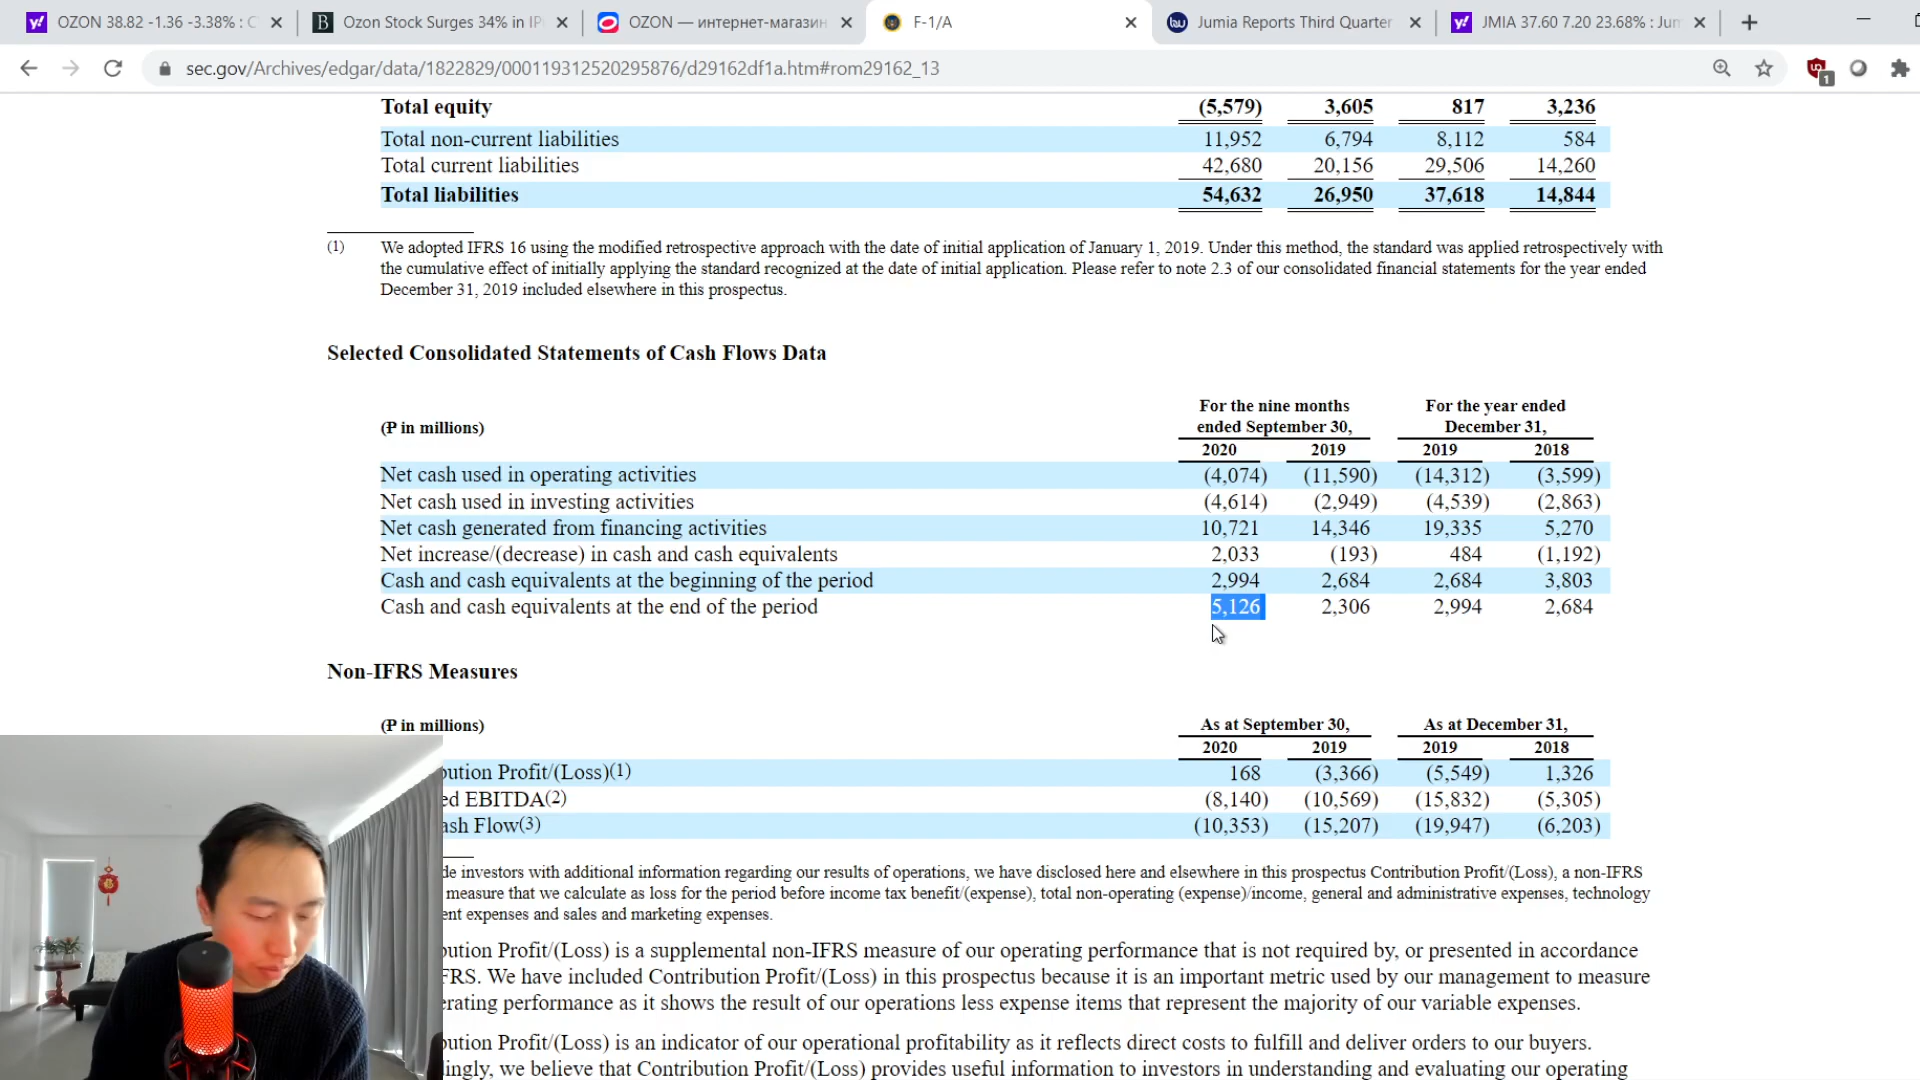 OZON 38.82 -1.36 -3.38% : C
Ozon Stock Surges 34% in IP
OZON — интернет-магазин
F-1/A
Jumia Reports Third Quarter
JMIA 37.60 7.20 23.68% : Jum
sec.gov/Archives/edgar/data/1822829/000119312520295876/d29162df1a.htm#rom29162_13
1
Total equity (5,579) 3,605 817 3,236
Total non-current liabilities 11,952 6,794 8,112 584
Total current liabilities 42,680 20,156 29,506 14,260
Total liabilities 54,632 26,950 37,618 14,844
(1) We adopted IFRS 16 using the modified retrospective approach with the date of initial application of January 1, 2019. Under this method, the standard was applied retrospectively with
the cumulative effect of initially applying the standard recognized at the date of initial application. Please refer to note 2.3 of our consolidated financial statements for the year ended
December 31, 2019 included elsewhere in this prospectus.
Selected Consolidated Statements of Cash Flows Data
For the nine months For the year ended
(₽ in millions) ended September 30, December 31,
2020 2019 2019 2018
Net cash used in operating activities (4,074) (11,590) (14,312) (3,599)
Net cash used in investing activities (4,614) (2,949) (4,539) (2,863)
Net cash generated from financing activities 10,721 14,346 19,335 5,270
Net increase/(decrease) in cash and cash equivalents 2,033 (193) 484 (1,192)
Cash and cash equivalents at the beginning of the period 2,994 2,684 2,684 3,803
Cash and cash equivalents at the end of the period 5,126 2,306 2,994 2,684
Non-IFRS Measures
(₽ in millions) As at September 30, As at December 31,
2020 2019 2019 2018
bution Profit/(Loss)(1) 168 (3,366) (5,549) 1,326
ed EBITDA(2) (8,140) (10,569) (15,832) (5,305)
ash Flow(3) (10,353) (15,207) (19,947) (6,203)
de investors with additional information regarding our results of operations, we have disclosed here and elsewhere in this prospectus Contribution Profit/(Loss), a non-IFRS
measure that we calculate as loss for the period before income tax benefit/(expense), total non-operating (expense)/income, general and administrative expenses, technology
ent expenses and sales and marketing expenses.
bution Profit/(Loss) is a supplemental non-IFRS measure of our operating performance that is not required by, or presented in accordance
FRS. We have included Contribution Profit/(Loss) in this prospectus because it is an important metric used by our management to measure
erating performance as it shows the result of our operations less expense items that represent the majority of our variable expenses.
bution Profit/(Loss) is an indicator of our operational profitability as it reflects direct costs to fulfill and deliver orders to our buyers.
ingly, we believe that Contribution Profit/(Loss) provides useful information to investors in understanding and evaluating our operating